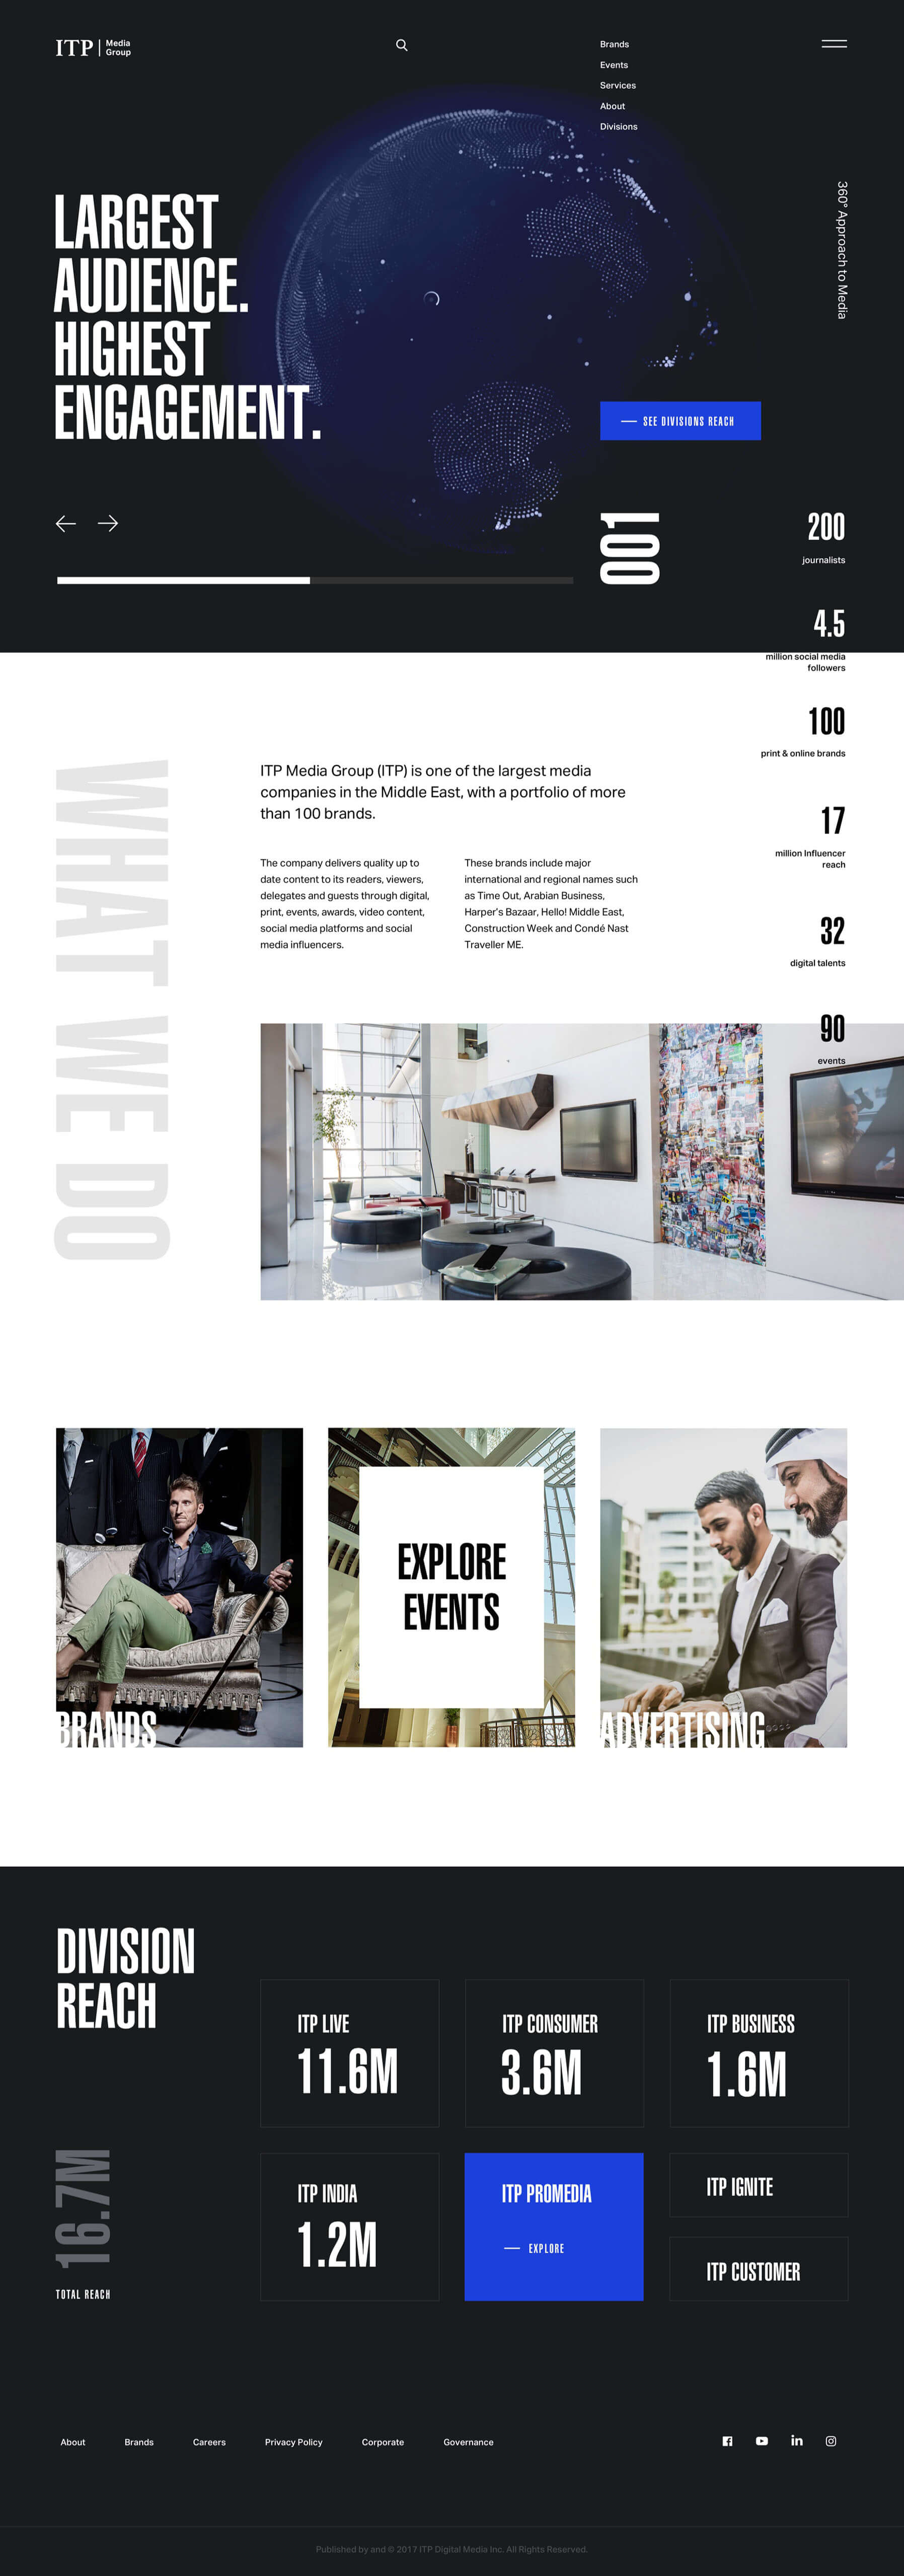 ITP
Media
Group
Brands
Events
Services
About
Divisions
360° Approach to Media
LARGEST
AUDIENCE.
HIGHEST
ENGAGEMENT.
SEE DIVISIONS REACH
001
200
journalists
4.5
million social media
followers
100
print & online brands
17
million Influencer
reach
32
digital talents
90
events
WHAT WE DO
ITP Media Group (ITP) is one of the largest media
companies in the Middle East, with a portfolio of more
than 100 brands.
The company delivers quality up to
date content to its readers, viewers,
delegates and guests through digital,
print, events, awards, video content,
social media platforms and social
media influencers.
These brands include major
international and regional names such
as Time Out, Arabian Business,
Harper's Bazaar, Hello! Middle East,
Construction Week and Condé Nast
Traveller ME.
BRANDS
EXPLORE
EVENTS
ADVERTISING
DIVISION
REACH
ITP LIVE
11.6M
ITP CONSUMER
3.6M
ITP BUSINESS
1.6M
16.7M
TOTAL REACH
ITP INDIA
1.2M
ITP PROMEDIA
EXPLORE
ITP IGNITE
ITP CUSTOMER
About
Brands
Careers
Privacy Policy
Corporate
Governance
Published by and © 2017 ITP Digital Media Inc. All Rights Reserved.